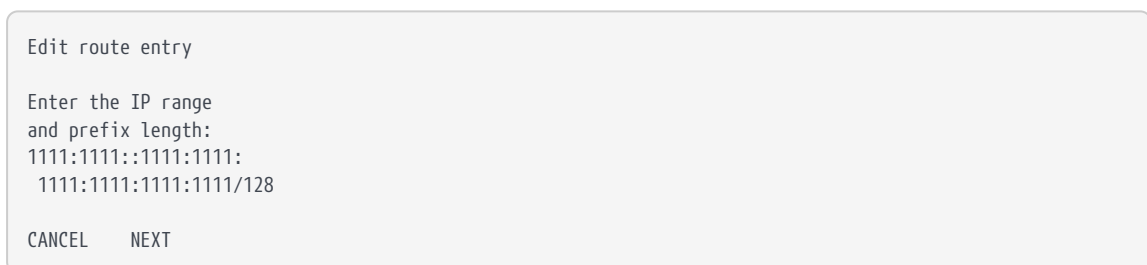 Edit route entry
Enter the IP range
and prefix length:
1111:1111::1111:1111:
1111:1111:1111:1111/128
CANCEL NEXT